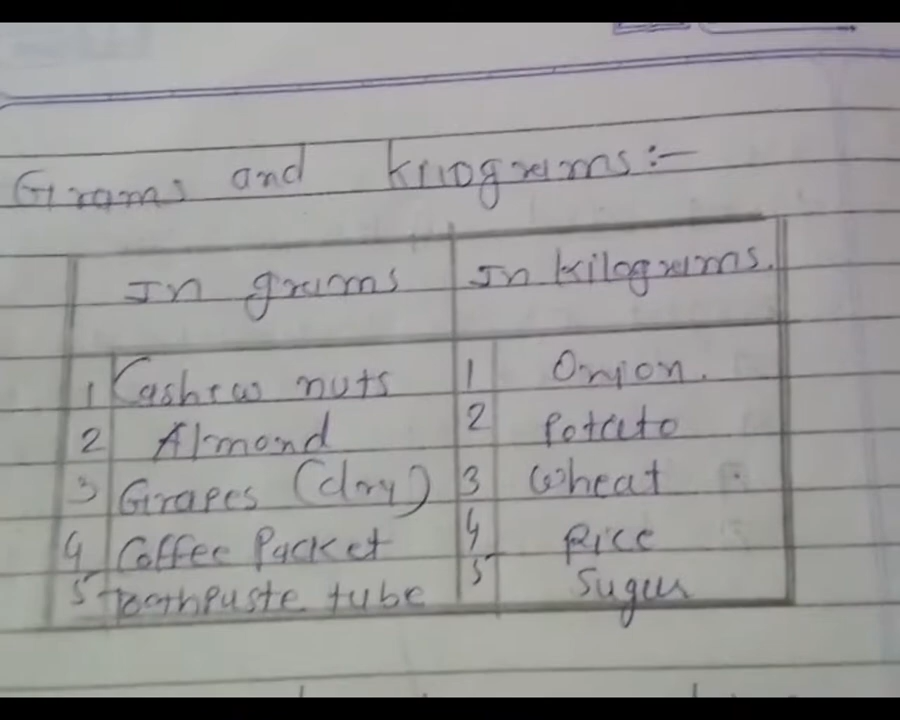 Grams and Kilograms:-
In grams In kilograms.
1 Cashew nuts 1 Onion.
2 Almond 2 Potato
3 Grapes (dry) 3 Wheat
4 Coffee Packet 4 Rice
5 Toothpaste tube 5 Sugar